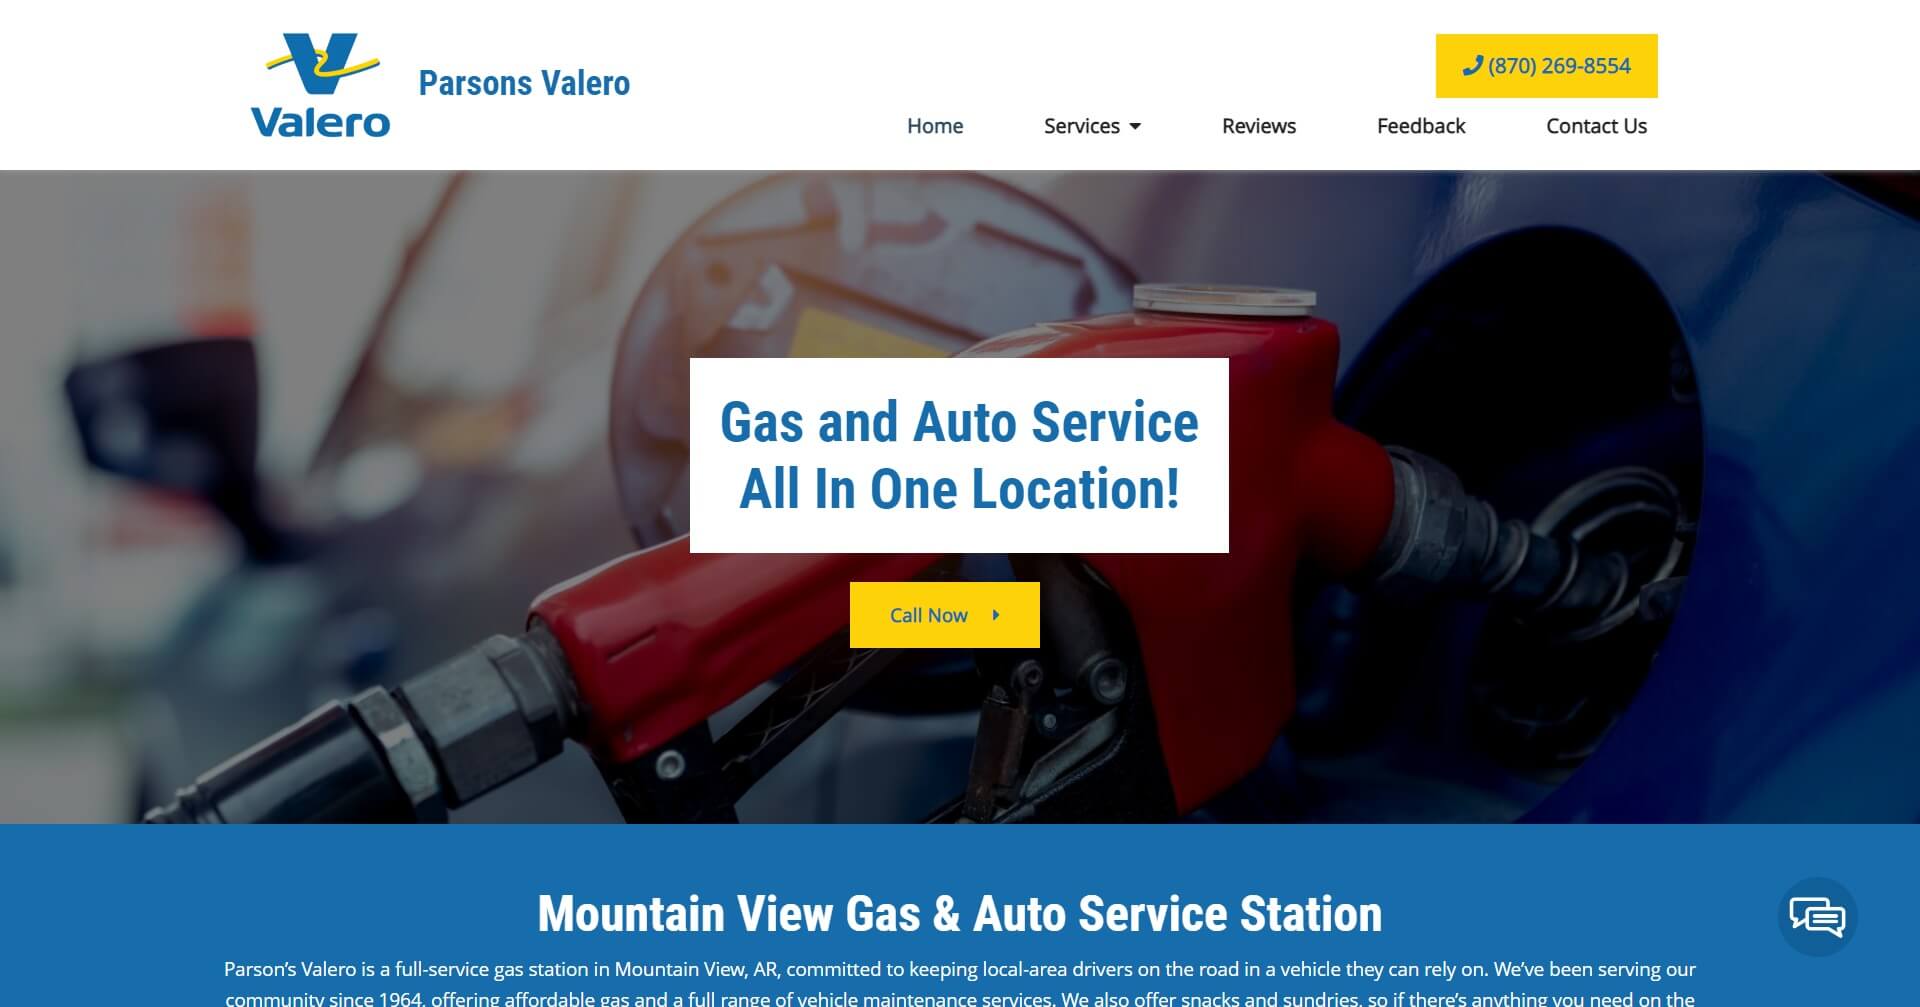 Valero
Parsons Valero
(870) 269-8554
Home
Services
Reviews
Feedback
Contact Us
Gas and Auto Service
All In One Location!
Call Now
Mountain View Gas & Auto Service Station
Parson’s Valero is a full-service gas station in Mountain View, AR, committed to keeping local-area drivers on the road in a vehicle they can rely on. We’ve been serving our
community since 1964, offering affordable gas and a full range of vehicle maintenance services. We also offer snacks and sundries, so if there’s anything you need on the